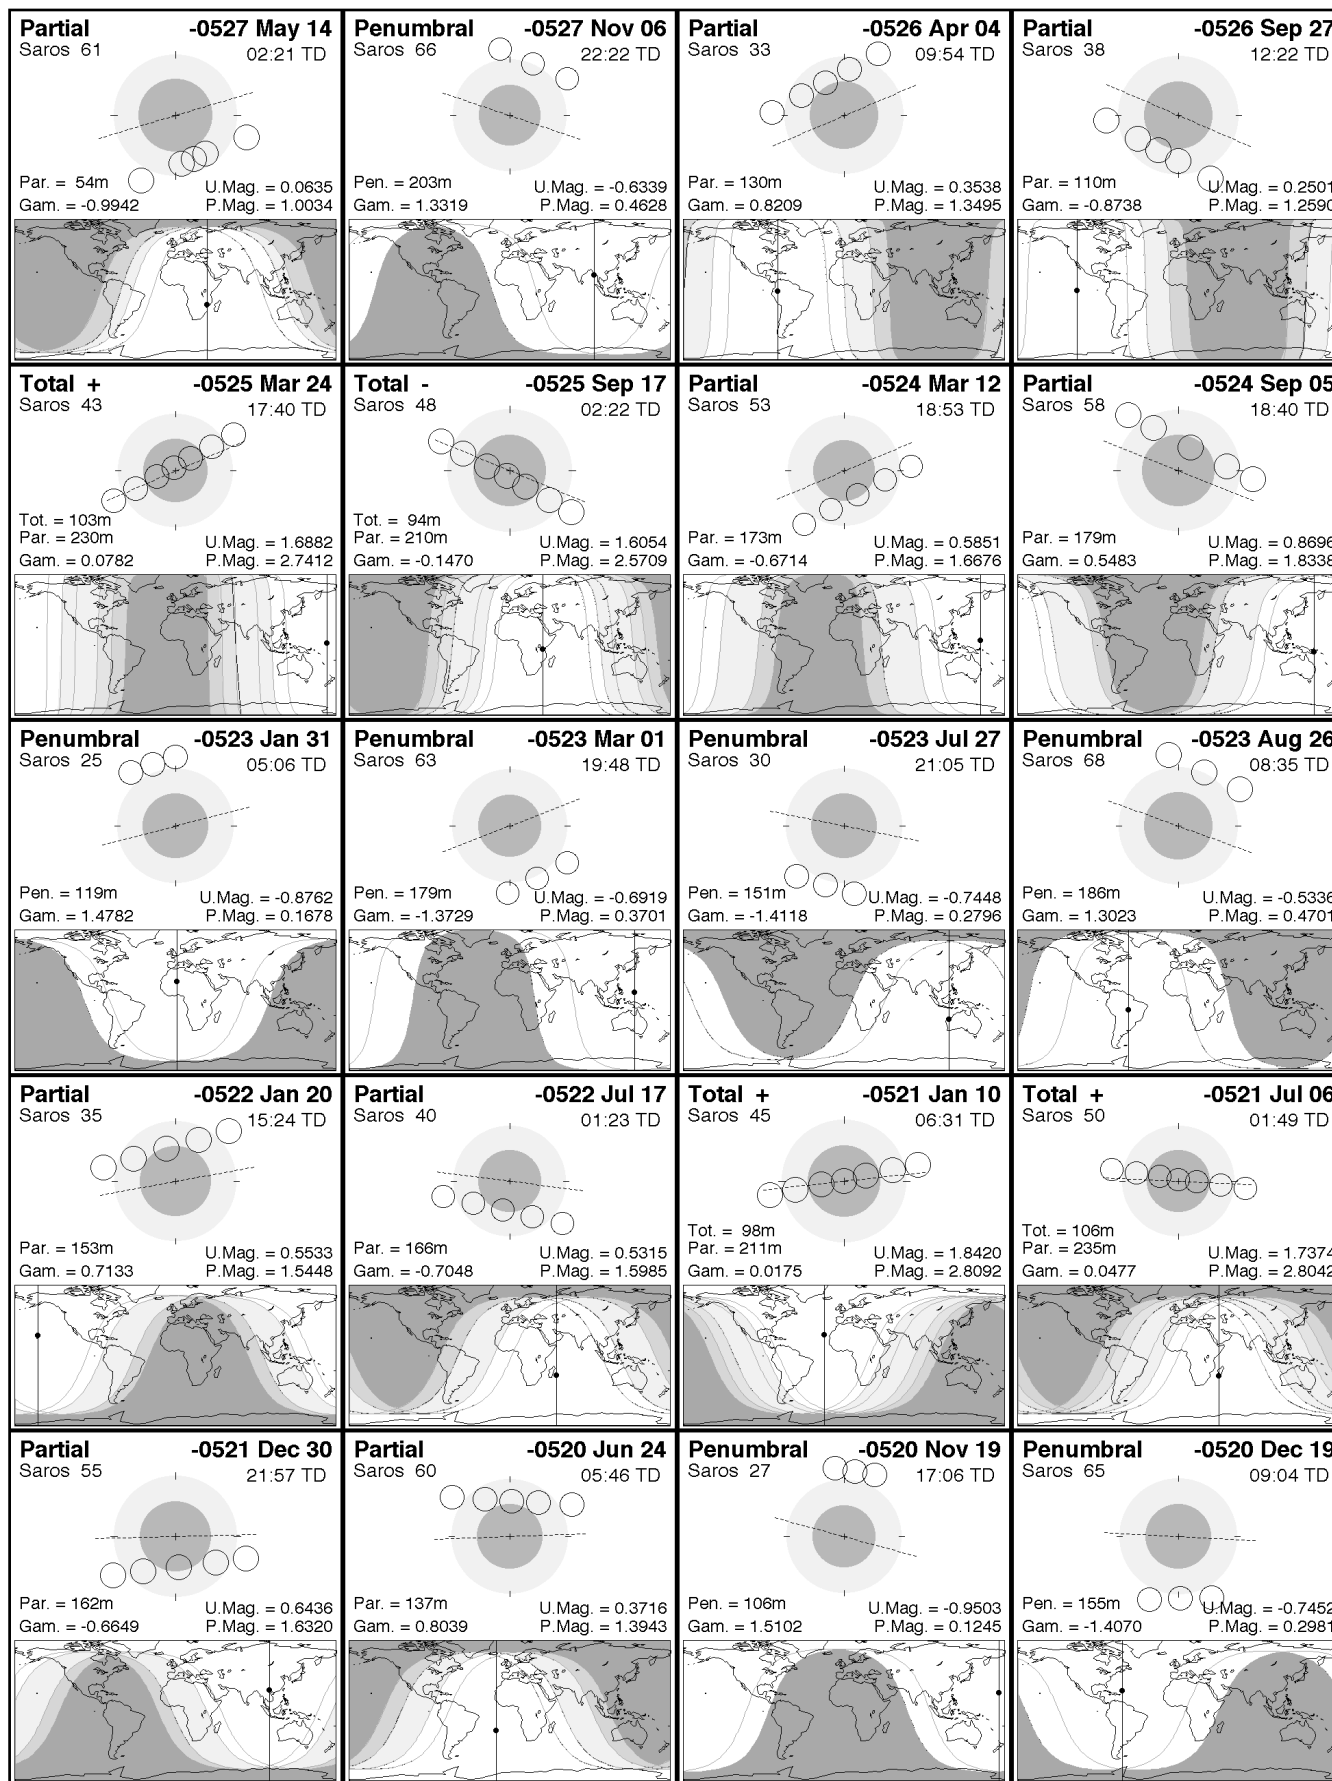 Partial -0527 May 14
Saros 61 02:21 TD
Par. = 54m U.Mag. = 0.0635
Gam. = -0.9942 P.Mag. = 1.0034
Penumbral -0527 Nov 06
Saros 66 22:22 TD
Pen. = 203m U.Mag. = -0.6339
Gam. = 1.3319 P.Mag. = 0.4628
Partial -0526 Apr 04
Saros 33 09:54 TD
Par. = 130m U.Mag. = 0.3538
Gam. = 0.8209 P.Mag. = 1.3495
Partial -0526 Sep 27
Saros 38 12:22 TD
Par. = 110m U.Mag. = 0.2501
Gam. = -0.8738 P.Mag. = 1.2590
Total + -0525 Mar 24
Saros 43 17:40 TD
Tot. = 103m
Par. = 230m U.Mag. = 1.6882
Gam. = 0.0782 P.Mag. = 2.7412
Total - -0525 Sep 17
Saros 48 02:22 TD
Tot. = 94m
Par. = 210m U.Mag. = 1.6054
Gam. = -0.1470 P.Mag. = 2.5709
Partial -0524 Mar 12
Saros 53 18:53 TD
Par. = 173m U.Mag. = 0.5851
Gam. = -0.6714 P.Mag. = 1.6676
Partial -0524 Sep 05
Saros 58 18:40 TD
Par. = 179m U.Mag. = 0.8696
Gam. = 0.5483 P.Mag. = 1.8338
Penumbral -0523 Jan 31
Saros 25 05:06 TD
Pen. = 119m U.Mag. = -0.8762
Gam. = 1.4782 P.Mag. = 0.1678
Penumbral -0523 Mar 01
Saros 63 19:48 TD
Pen. = 179m U.Mag. = -0.6919
Gam. = -1.3729 P.Mag. = 0.3701
Penumbral -0523 Jul 27
Saros 30 21:05 TD
Pen. = 151m U.Mag. = -0.7448
Gam. = -1.4118 P.Mag. = 0.2796
Penumbral -0523 Aug 26
Saros 68 08:35 TD
Pen. = 186m U.Mag. = -0.5336
Gam. = 1.3023 P.Mag. = 0.4701
Partial -0522 Jan 20
Saros 35 15:24 TD
Par. = 153m U.Mag. = 0.5533
Gam. = 0.7133 P.Mag. = 1.5448
Partial -0522 Jul 17
Saros 40 01:23 TD
Par. = 166m U.Mag. = 0.5315
Gam. = -0.7048 P.Mag. = 1.5985
Total + -0521 Jan 10
Saros 45 06:31 TD
Tot. = 98m
Par. = 211m U.Mag. = 1.8420
Gam. = 0.0175 P.Mag. = 2.8092
Total + -0521 Jul 06
Saros 50 01:49 TD
Tot. = 106m
Par. = 235m U.Mag. = 1.7374
Gam. = 0.0477 P.Mag. = 2.8042
Partial -0521 Dec 30
Saros 55 21:57 TD
Par. = 162m U.Mag. = 0.6436
Gam. = -0.6649 P.Mag. = 1.6320
Partial -0520 Jun 24
Saros 60 05:46 TD
Par. = 137m U.Mag. = 0.3716
Gam. = 0.8039 P.Mag. = 1.3943
Penumbral -0520 Nov 19
Saros 27 17:06 TD
Pen. = 106m U.Mag. = -0.9503
Gam. = 1.5102 P.Mag. = 0.1245
Penumbral -0520 Dec 19
Saros 65 09:04 TD
Pen. = 155m U.Mag. = -0.7452
Gam. = -1.4070 P.Mag. = 0.2981